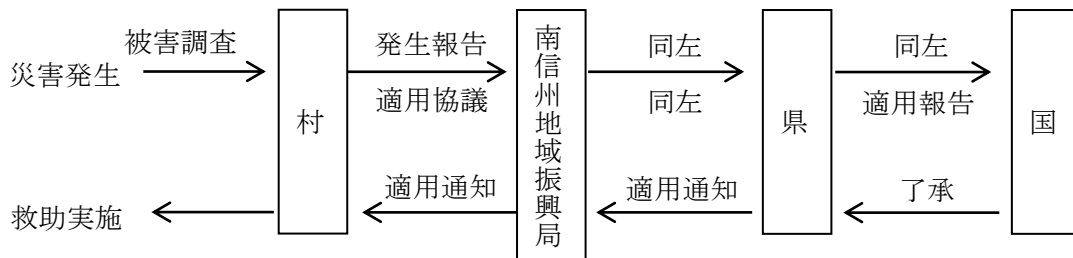 被害調査
発生報告
同左
同左
災害発生
適用協議
同左
適用報告
村
南信州地域振興局
県
国
適用通知
適用通知
了承
救助実施